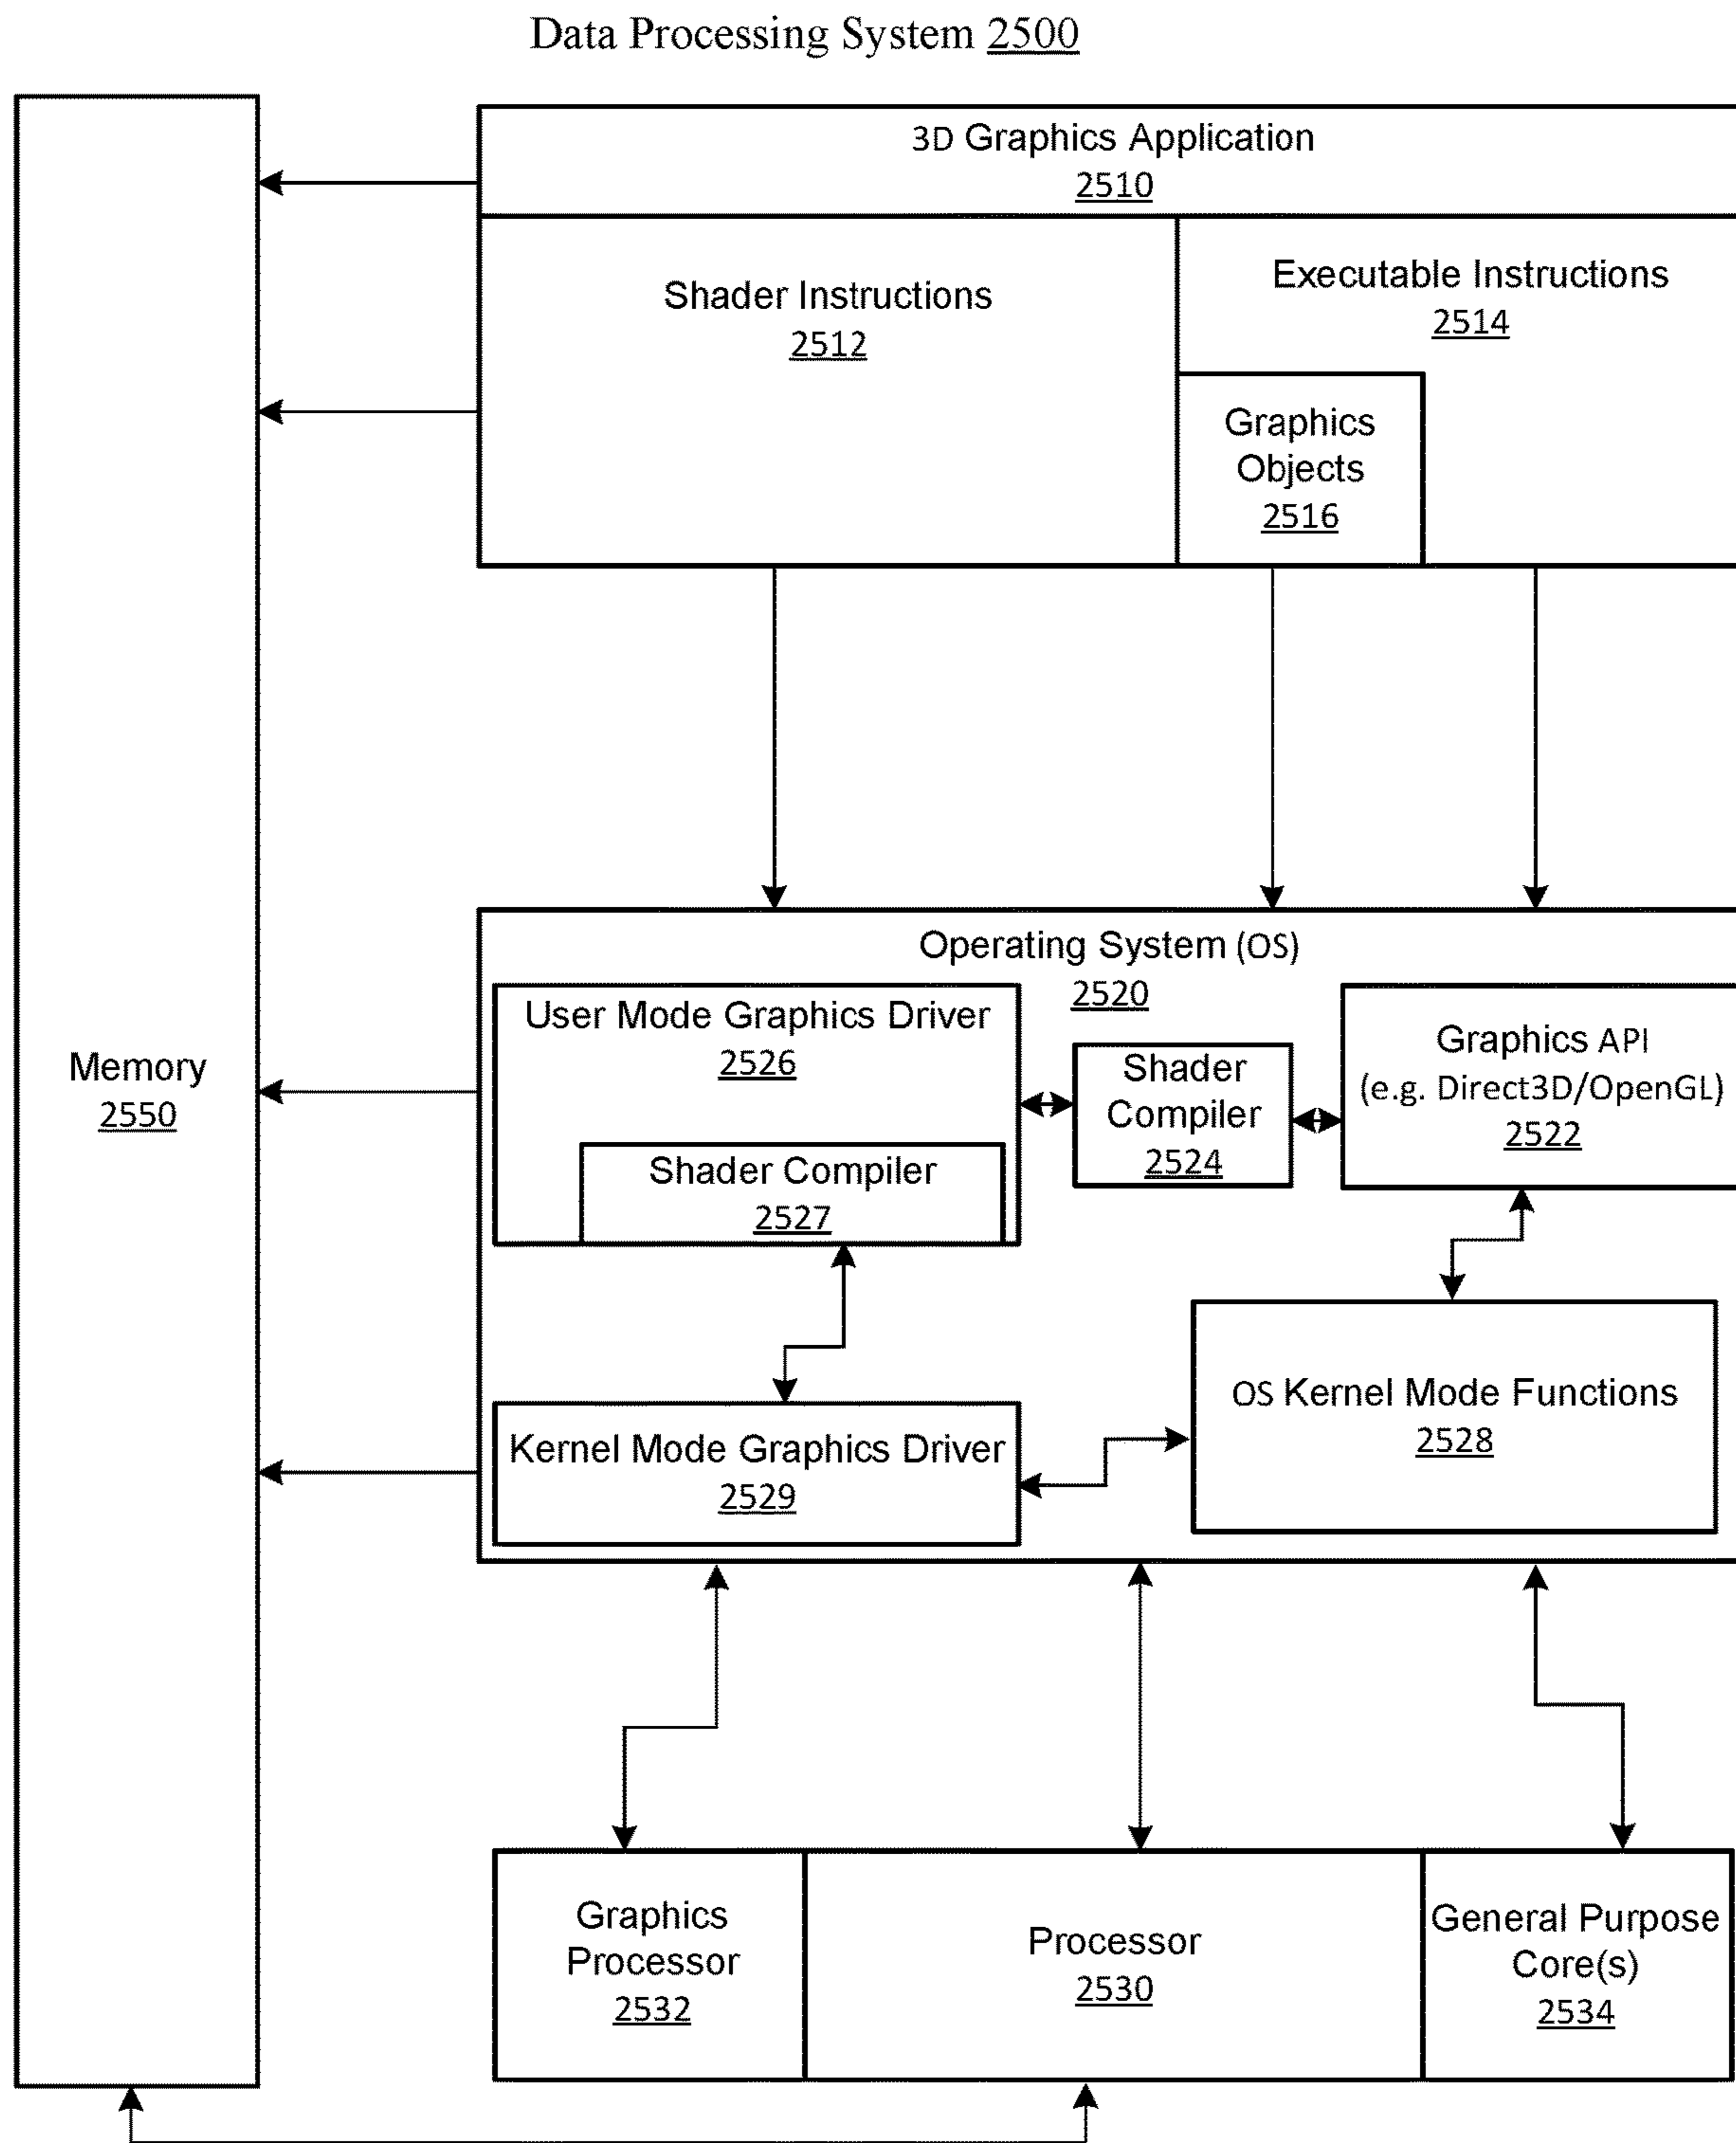 Data Processing System 2500
3D Graphics Application
2510
Shader Instructions
2512
Executable Instructions
2514
Graphics
Objects
2516
Memory
2550
Operating System (OS)
2520
User Mode Graphics Driver
2526
Shader Compiler
2527
Shader
Compiler
2524
Graphics API
(e.g. Direct3D/OpenGL)
2522
Kernel Mode Graphics Driver
2529
OS Kernel Mode Functions
2528
Graphics
Processor
2532
Processor
2530
General Purpose
Core(s)
2534